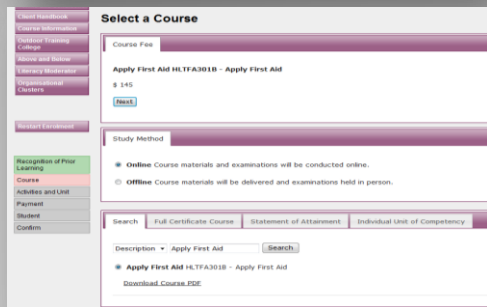 Client Handbook
Course Information
Outdoor Training
College
Above and Below
Literacy Moderator
Organisational
Clusters
Restart Enrolment
Recognition of Prior
Learning
Course
Activities and Unit
Payment
Student
Confirm
Select a Course
Course Fee
Apply First Aid HLTFA301B - Apply First Aid
$ 145
Next
Study Method
Online Course materials and examinations will be conducted online.
Offline Course materials will be delivered and examinations held in person.
Search Full Certificate Course Statement of Attainment Individual Unit of Competency
Description Apply First Aid Search
Apply First Aid HLTFA301B - Apply First Aid
Download Course PDF